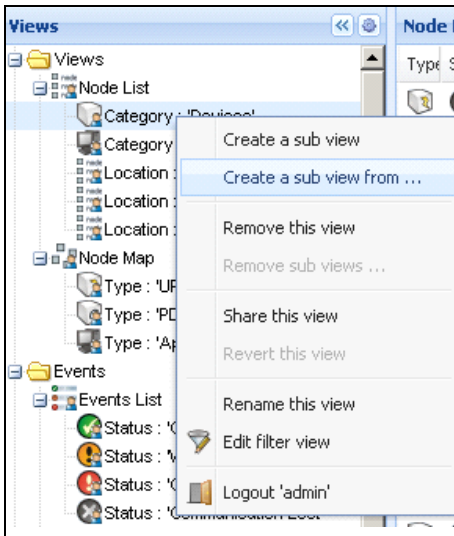 Views
Node
Views
Type S
Node List
Category : 'Devices'
Create a sub view
Category
Location :
Create a sub view from ...
Location :
Location :
Remove this view
Node Map
Remove sub views ...
Type : 'UP
Type : 'PD
Share this view
Type : 'Ap
Revert this view
Events
Events List
Rename this view
Status : 'C
Status : 'W
Edit filter view
Status : 'C
Logout 'admin'
Status : 'Communication Lost'